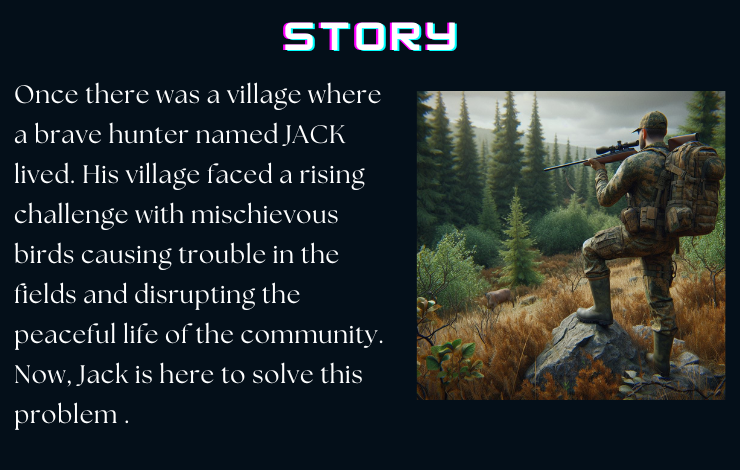 STORY
Once there was a village where
a brave hunter named JACK
lived. His village faced a rising
challenge with mischievous
birds causing trouble in the
fields and disrupting the
peaceful life of the community.
Now, Jack is here to solve this
problem .